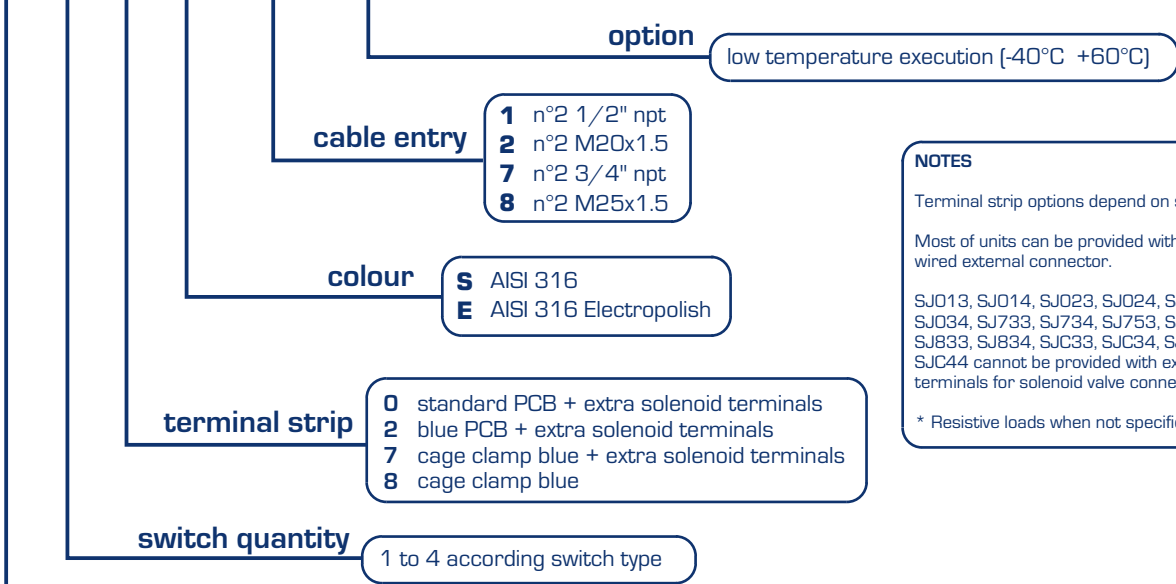 option
low temperature execution (-40°C +60°C)
cable entry
1 n°2 1/2" npt
2 n°2 M20x1.5
7 n°2 3/4" npt
8 n°2 M25x1.5
colour
S AISI 316
E AISI 316 Electropolish
terminal strip
0 standard PCB + extra solenoid terminals
2 blue PCB + extra solenoid terminals
7 cage clamp blue + extra solenoid terminals
8 cage clamp blue
switch quantity
1 to 4 according switch type
NOTES
Terminal strip options depend on
Most of units can be provided with
wired external connector.
SJ013, SJ014, SJ023, SJ024,
SJ034, SJ733, SJ734, SJ753,
SJ833, SJ834, SJC33, SJC34,
SJC44 cannot be provided with
terminals for solenoid valve
* Resistive loads when not